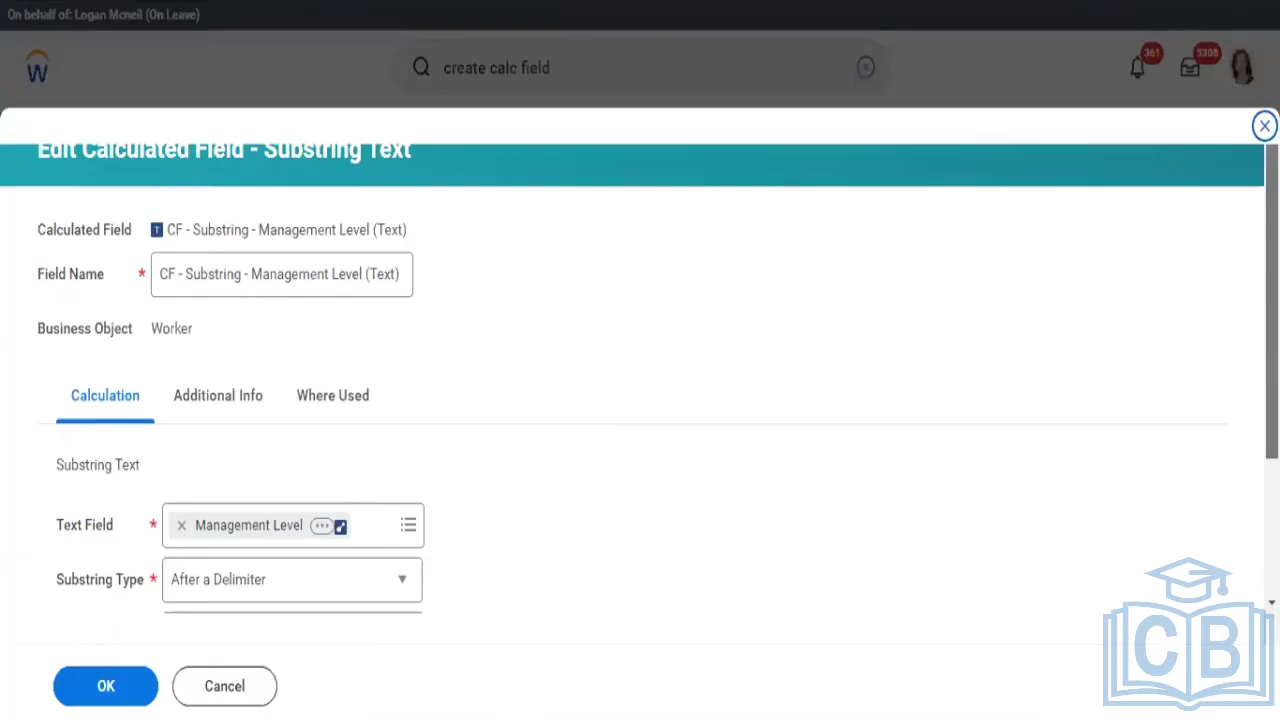 On behalf of: Logan Mcneil (On Leave)
W
create calc field
361
5308
Edit Calculated Field - Substring Text
Calculated Field
T CF - Substring - Management Level (Text)
Field Name * CF - Substring - Management Level (Text)
Business Object Worker
Calculation Additional Info Where Used
Substring Text
Text Field * × Management Level
Substring Type * After a Delimiter
OK Cancel
CB